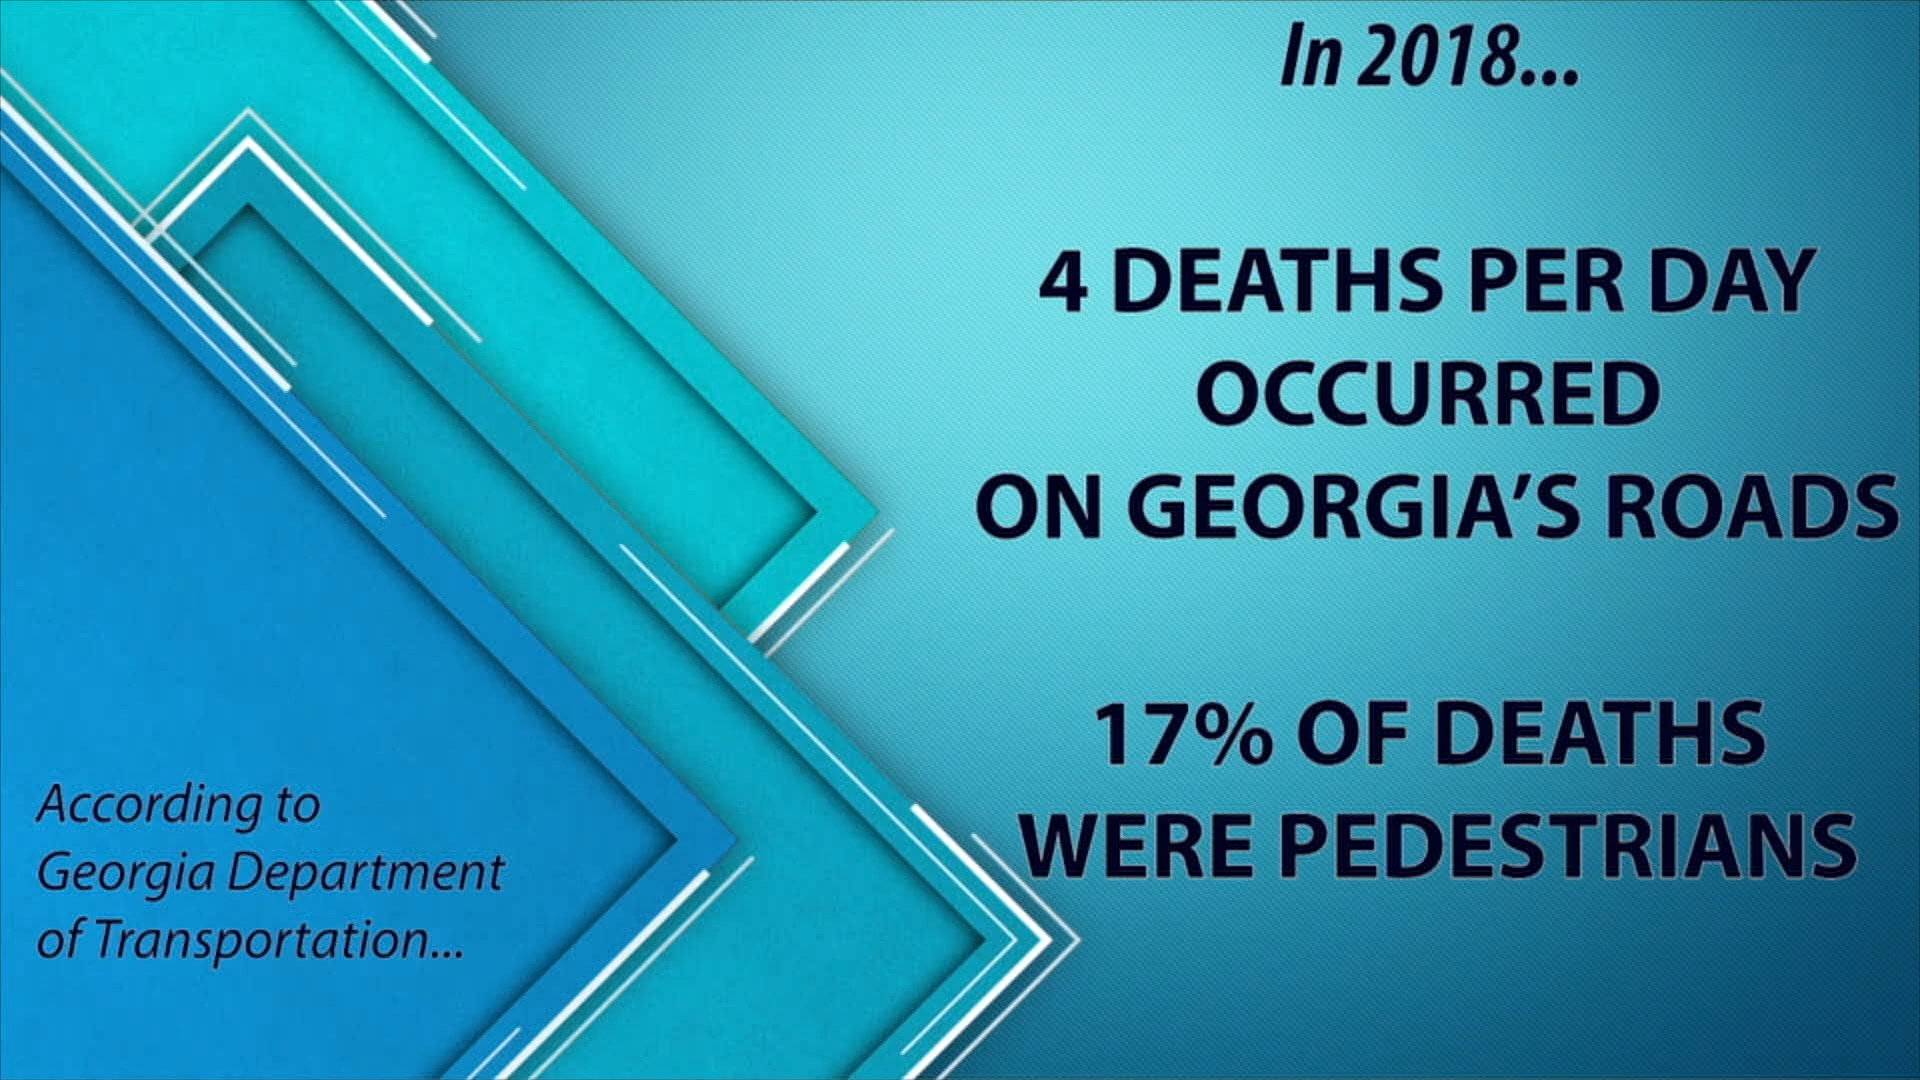 In 2018...
4 DEATHS PER DAY
OCCURRED
ON GEORGIA’S ROADS
17% OF DEATHS
WERE PEDESTRIANS
According to
Georgia Department
of Transportation...